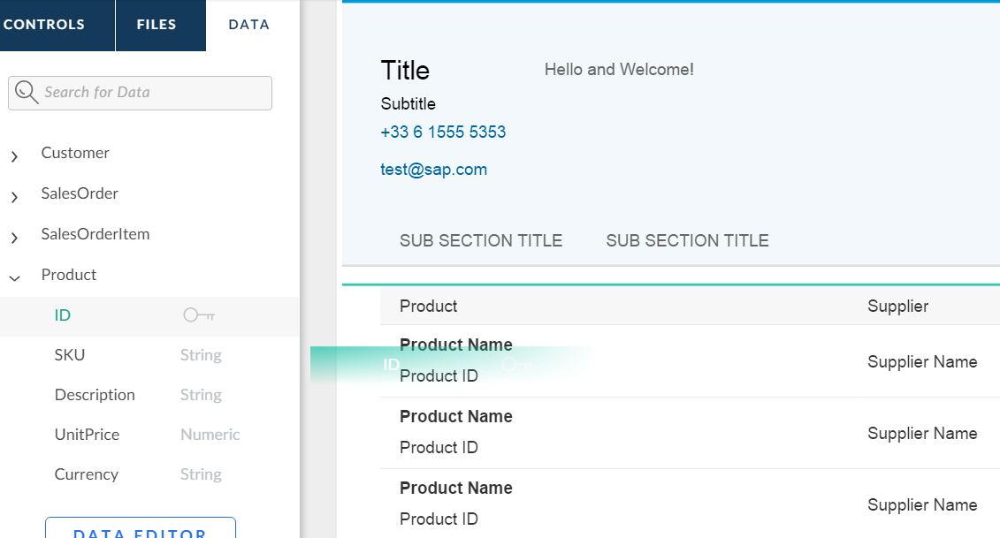 CONTROLS FILES DATA
Search for Data
Customer
SalesOrder
SalesOrderItem
Product
ID
SKU String
Description String
UnitPrice Numeric
Currency String
DATA EDITOR
Title Hello and Welcome!
Subtitle
+33 6 1555 5353
test@sap.com
SUB SECTION TITLE SUB SECTION TITLE
Product Supplier
Product Name
ID
Product ID
Supplier Name
Product Name
Product ID
Supplier Name
Product Name
Product ID
Supplier Name